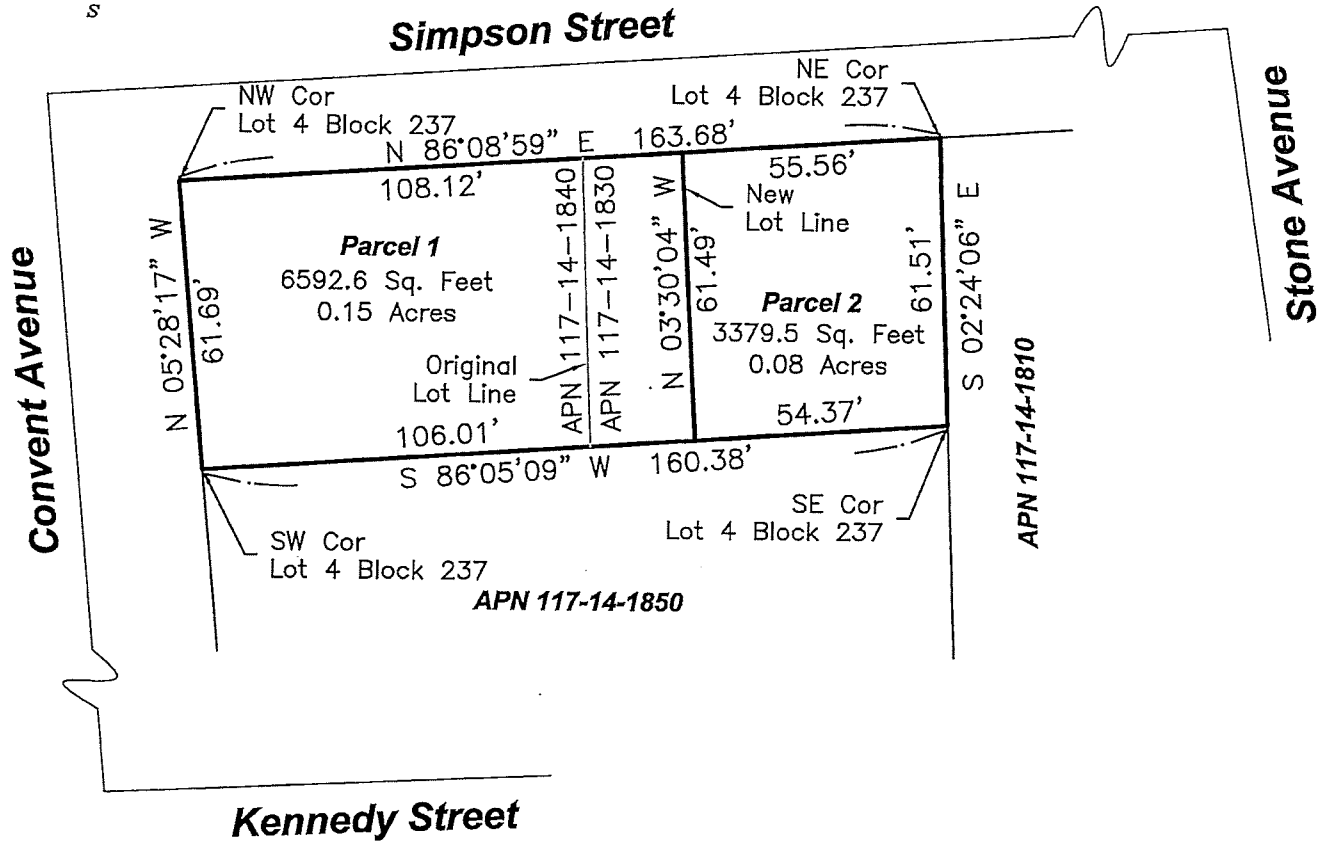 s
Simpson Street
NW Cor
Lot 4 Block 237
NE Cor
Lot 4 Block 237
N 86°08'59" E 163.68'
108.12'
55.56'
New
Lot Line
Parcel 1
6592.6 Sq. Feet
0.15 Acres
APN 117-14-1840
APN 117-14-1830
N 03°30'04" W
61.49'
Parcel 2
3379.5 Sq. Feet
0.08 Acres
61.51'
S 02°24'06" E
N 05°28'17" W
61.69'
Original
Lot Line
106.01'
54.37'
S 86°05'09" W 160.38'
SW Cor
Lot 4 Block 237
SE Cor
Lot 4 Block 237
APN 117-14-1850
APN 117-14-1810
Convent Avenue
Stone Avenue
Kennedy Street